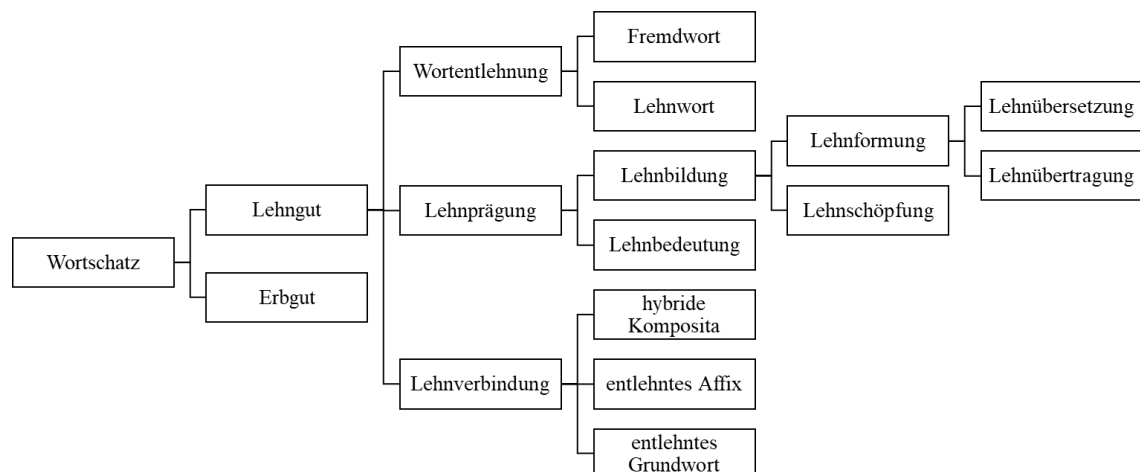 Fremdwort
Wortentlehnung
Lehnwort
Lehnübersetzung
Lehnformung
Lehnbildung
Lehnübertragung
Lehngut
Lehnprägung
Lehnschöpfung
Lehnbedeutung
Wortschatz
Erbgut
hybride
Komposita
Lehnverbindung
entlehntes Affix
entlehntes
Grundwort